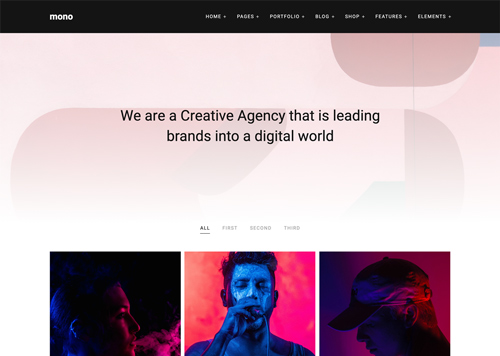 mono
HOME + PAGES + PORTFOLIO + BLOG + SHOP + FEATURES + ELEMENTS +
We are a Creative Agency that is leading
brands into a digital world
ALL FIRST SECOND THIRD